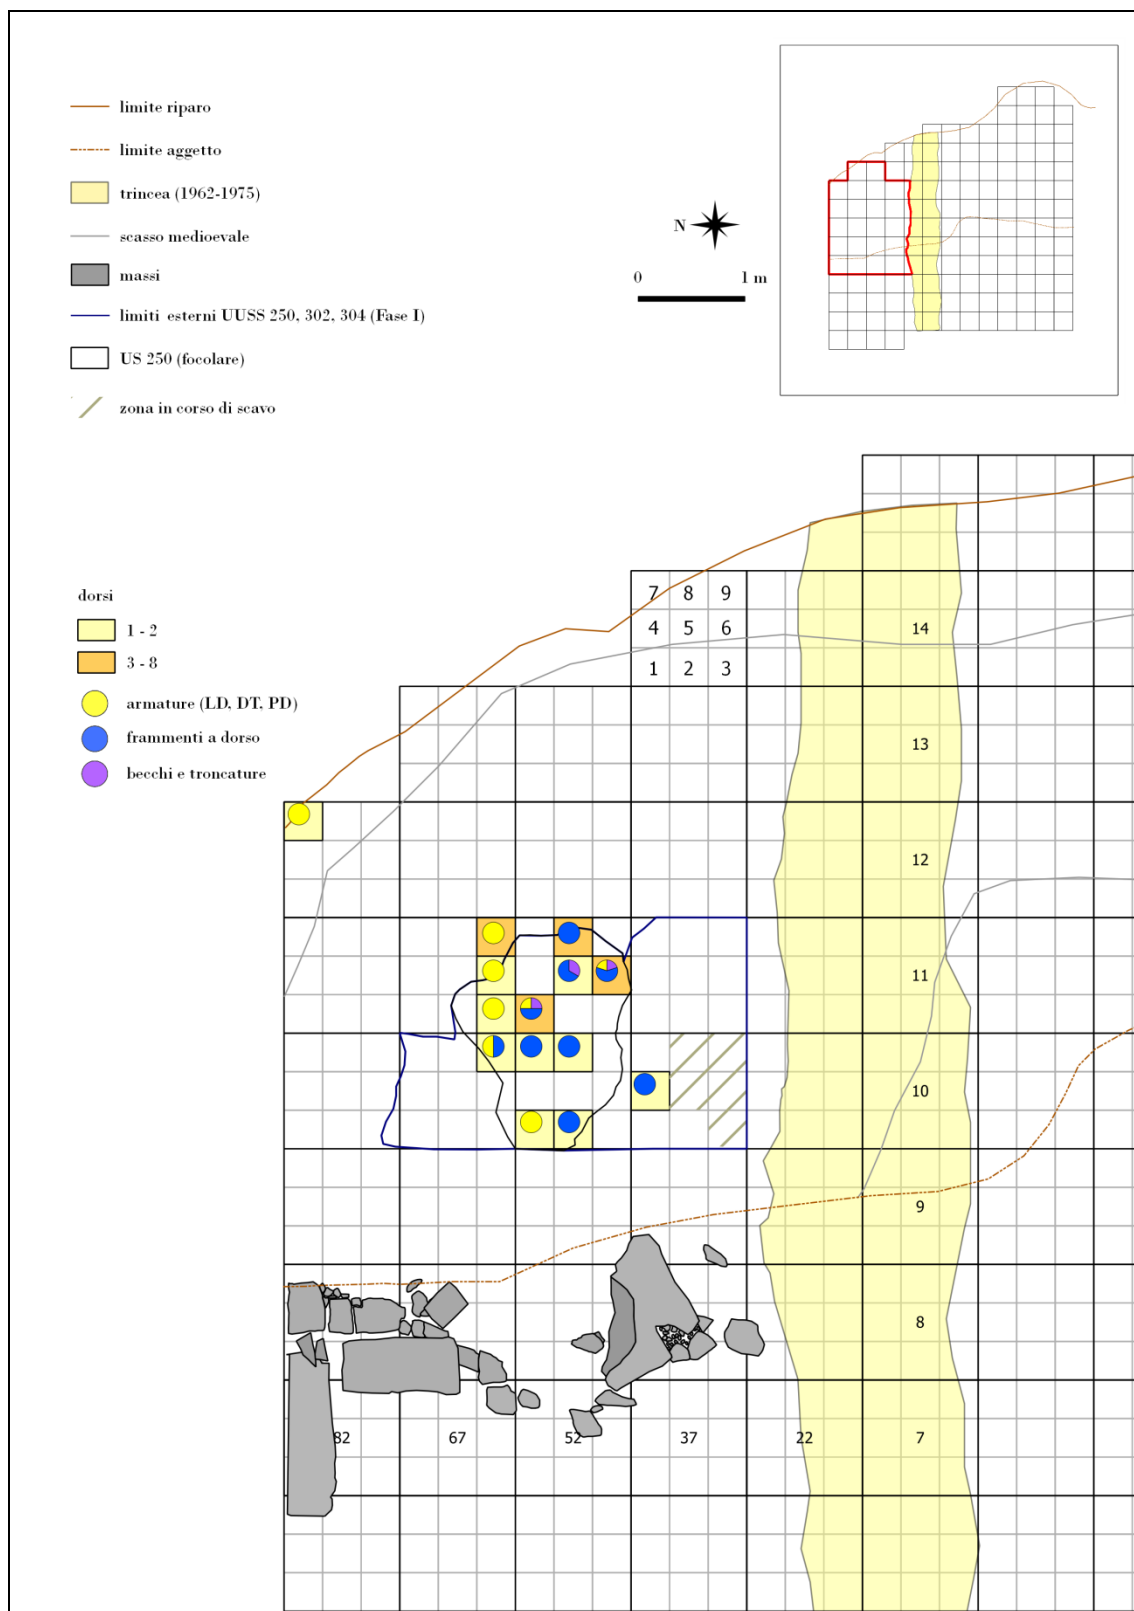 limite riparo
limite aggetto
trincea (1962-1975)
scasso medioevale
massi
limiti esterni UUSS 250, 302, 304 (Fase I)
US 250 (focolare)
zona in corso di scavo
N
0 1 m
dorsi
1 - 2
3 - 8
armature (LD, DT, PD)
frammenti a dorso
becchi e troncature
7 8 9
4 5 6
1 2 3
14
13
12
11
10
9
8
82 67 52 37 22 7